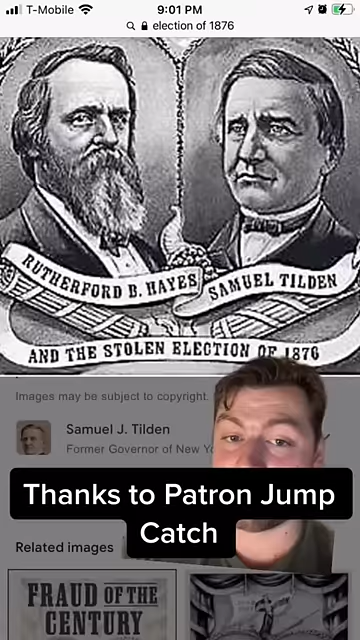 T-Mobile 9:01 PM
election of 1876
RUTHERFORD B. HAYES SAMUEL TILDEN
AND THE STOLEN ELECTION OF 1876
Images may be subject to copyright.
Samuel J. Tilden
Former Governor of New Yo
Thanks to Patron Jump
Catch
Related images
FRAUD OF THE
CENTURY